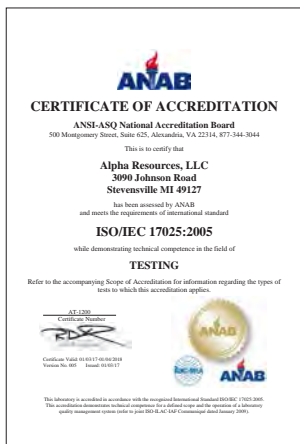 ANAB
CERTIFICATE OF ACCREDITATION
ANSI-ASQ National Accreditation Board
500 Montgomery Street, Suite 625, Alexandria, VA 22314, 877-344-3044
This is to certify that
Alpha Resources, LLC
3090 Johnson Road
Stevensville MI 49127
has been assessed by ANAB
and meets the requirements of international standard
ISO/IEC 17025:2005
while demonstrating technical competence in the field of
TESTING
Refer to the accompanying Scope of Accreditation for information regarding the types of
tests to which this accreditation applies.
AT-1200
Certificate Number
Certificate Valid: 01/03/17-01/04/2018
Version No. 005 Issued: 01/03/17
ANAB
ilac-MRA
ANAB
This laboratory is accredited in accordance with the recognized International Standard ISO/IEC 17025:2005.
This accreditation demonstrates technical competence for a defined scope and the operation of a laboratory
quality management system (refer to joint ISO-ILAC-IAF Communiqué dated January 2009).